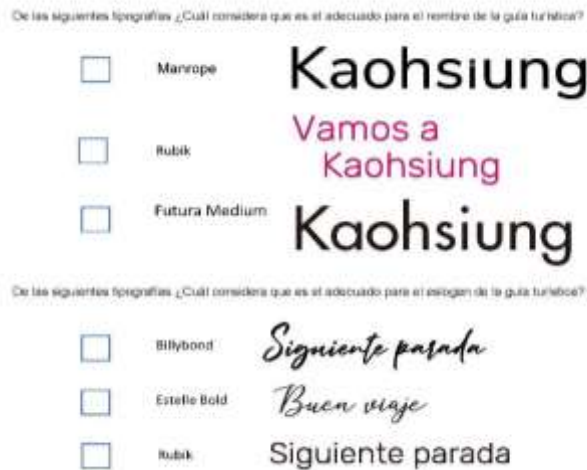 De las siguientes tipografías ¿Cuál considera que es el adecuado para el nombre de la guía turística?
Manrope
Kaohsiung
Rubik
Vamos a
Kaohsiung
Futura Medium
Kaohsiung
De las siguientes tipografías ¿Cuál considera que es el adecuado para el eslogan de la guía turística?
Billybond
Siguiente parada
Estelle Bold
Buen viaje
Rubik
Siguiente parada